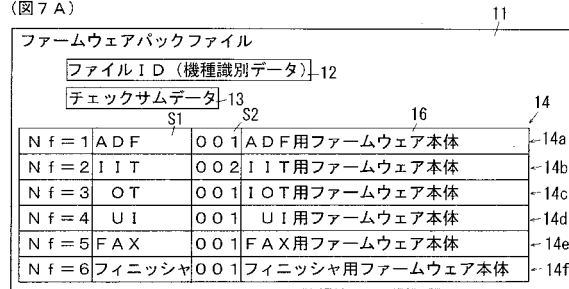 (図7A)
11
ファームウェアパックファイル
ファイルID(機種識別データ) 12
チェックサムデータ 13
S1 S2 16 14
Nf=1 ADF 001 ADF用ファームウェア本体 14a
Nf=2 IIT 002 IIT用ファームウェア本体 14b
Nf=3 OT 001 IOT用ファームウェア本体 14c
Nf=4 UI 001 UI用ファームウェア本体 14d
Nf=5 FAX 001 FAX用ファームウェア本体 14e
Nf=6 フィニッシャ 001 フィニッシャ用ファームウェア本体 14f